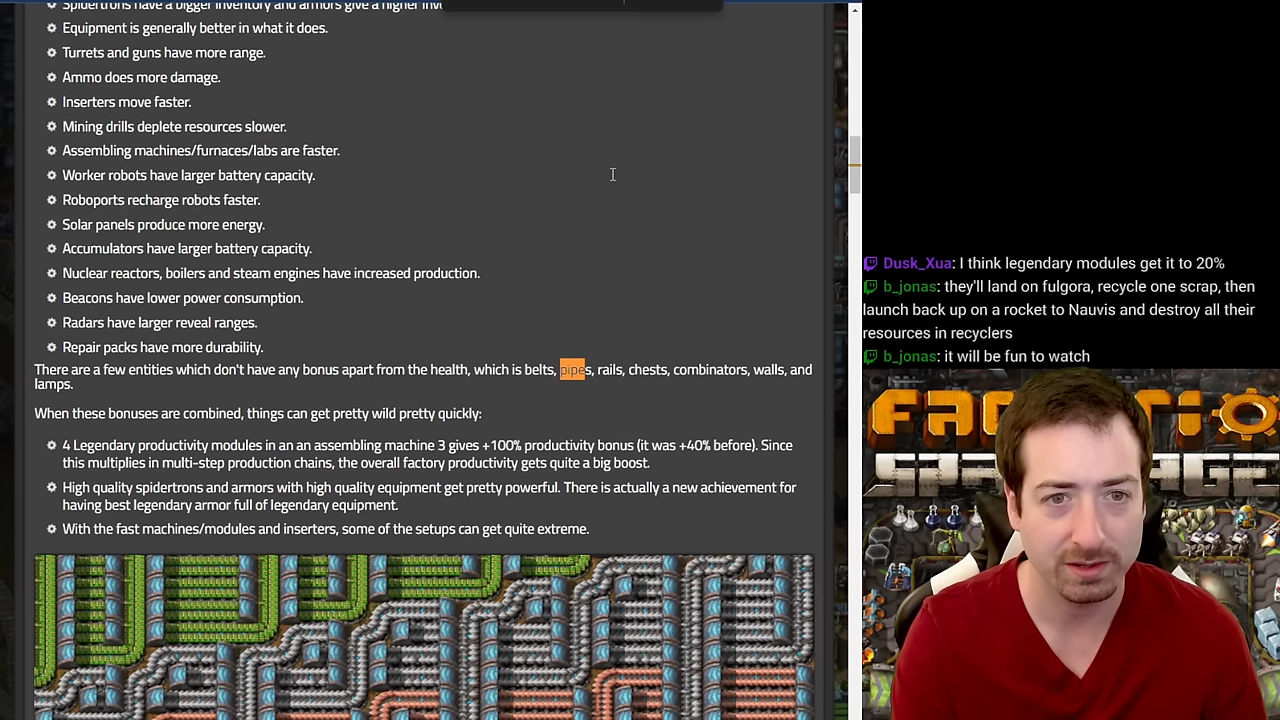 Spidertrons have a bigger inventory and armors give a higher inv
Equipment is generally better in what it does.
Turrets and guns have more range.
Ammo does more damage.
Inserters move faster.
Mining drills deplete resources slower.
Assembling machines/furnaces/labs are faster.
Worker robots have larger battery capacity.
Roboports recharge robots faster.
Solar panels produce more energy.
Accumulators have larger battery capacity.
Nuclear reactors, boilers and steam engines have increased production.
Beacons have lower power consumption.
Radars have larger reveal ranges.
Repair packs have more durability.
There are a few entities which don't have any bonus apart from the health, which is belts, pipes, rails, chests, combinators, walls, and
lamps.
When these bonuses are combined, things can get pretty wild pretty quickly:
4 Legendary productivity modules in an an assembling machine 3 gives +100% productivity bonus (it was +40% before). Since
this multiplies in multi-step production chains, the overall factory productivity gets quite a big boost.
High quality spidertrons and armors with high quality equipment get pretty powerful. There is actually a new achievement for
having best legendary armor full of legendary equipment.
With the fast machines/modules and inserters, some of the setups can get quite extreme.
Dusk_Xua: I think legendary modules get it to 20%
b_jonas: they'll land on fulgora, recycle one scrap, then
launch back up on a rocket to Nauvis and destroy all their
resources in recyclers
b_jonas: it will be fun to watch